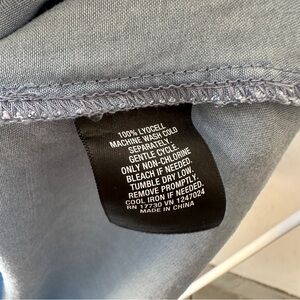 100% LYOCELL
MACHINE WASH COLD
SEPARATELY.
GENTLE CYCLE.
ONLY NON-CHLORINE
BLEACH IF NEEDED.
TUMBLE DRY LOW.
REMOVE PROMPTLY.
COOL IRON IF NEEDED.
RN 17730 VN 1247024
MADE IN CHINA